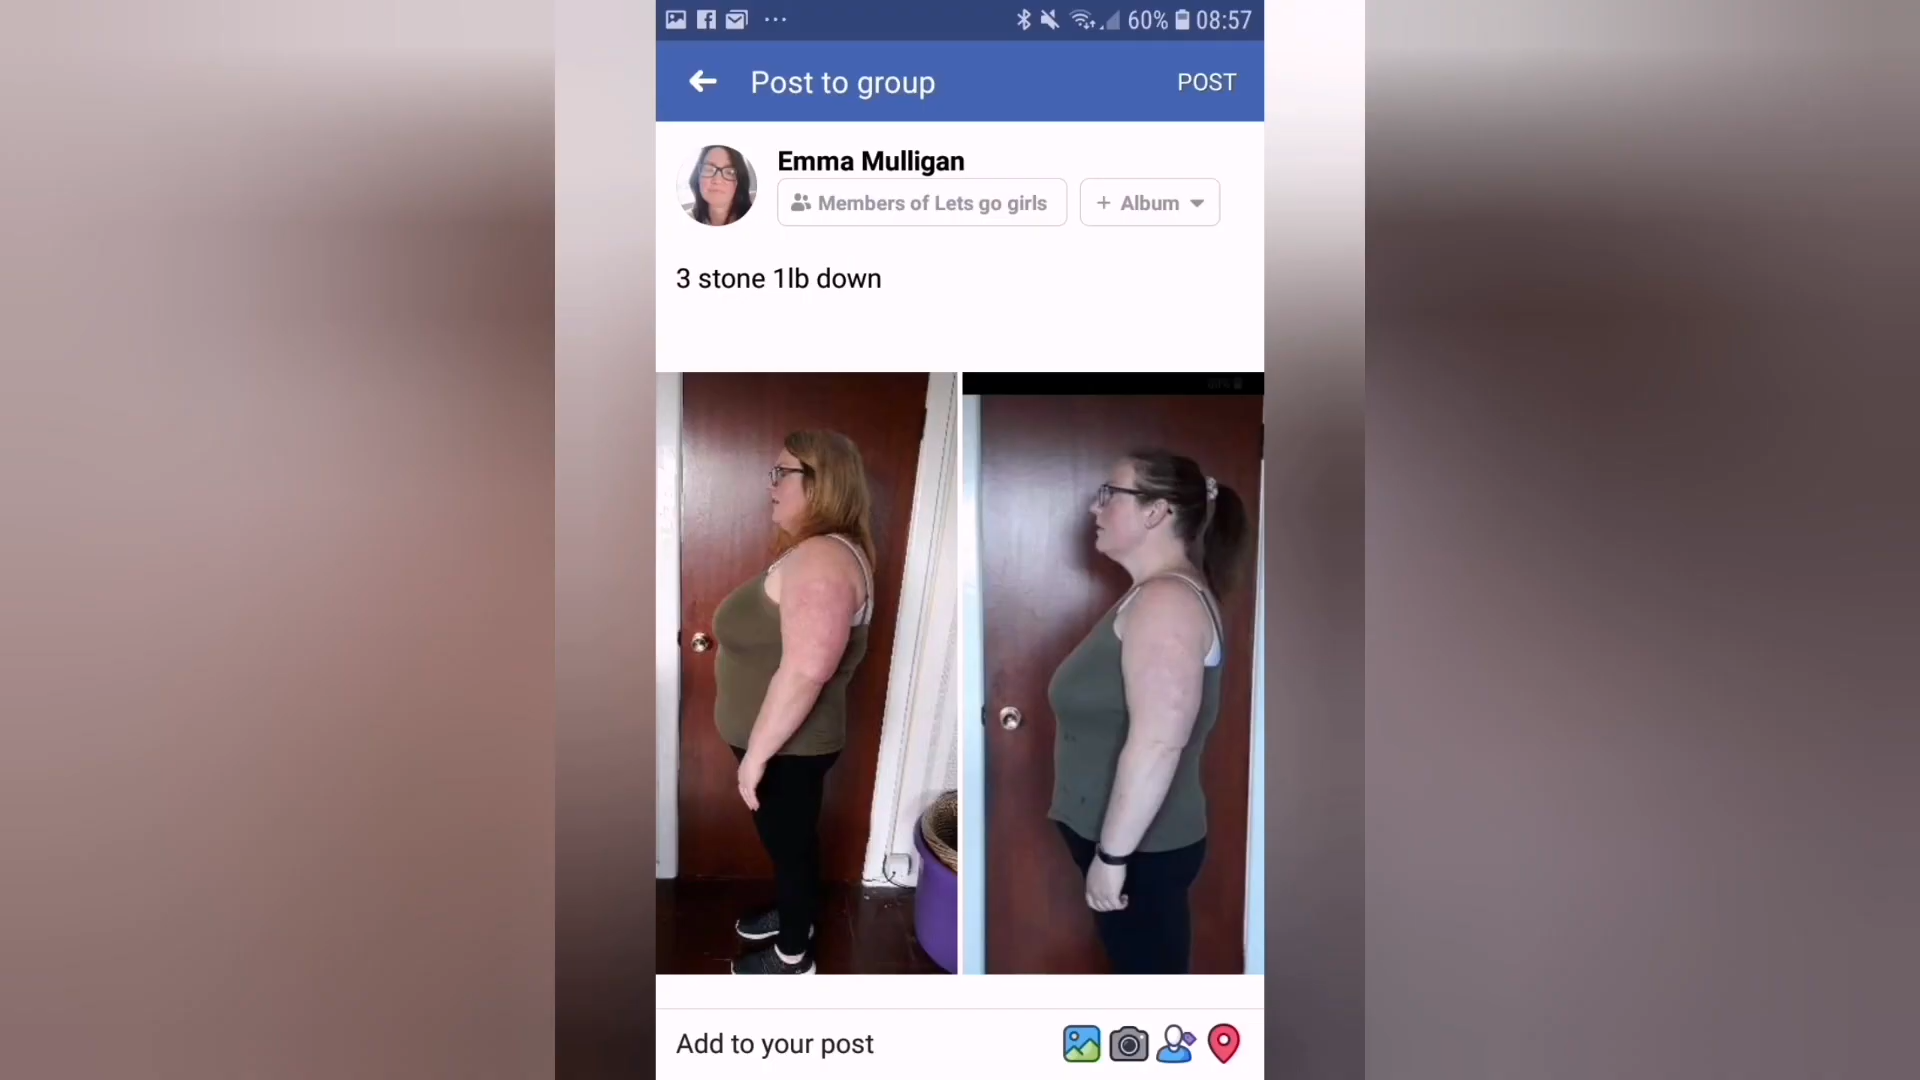 60% 08:57
Post to group POST
Emma Mulligan
Members of Lets go girls + Album
3 stone 1lb down
Add to your post